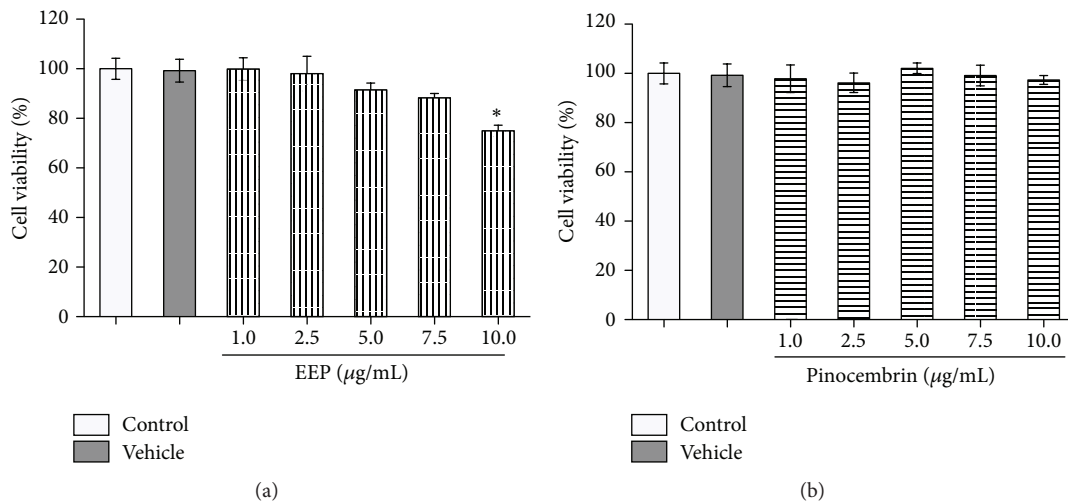 120
100
80
60
40
20
0
Cell viability (%)
*
1.0 2.5 5.0 7.5 10.0
EEP (μg/mL)
Control
Vehicle
(a)
120
100
80
60
40
20
0
Cell viability (%)
1.0 2.5 5.0 7.5 10.0
Pinocembrin (μg/mL)
Control
Vehicle
(b)